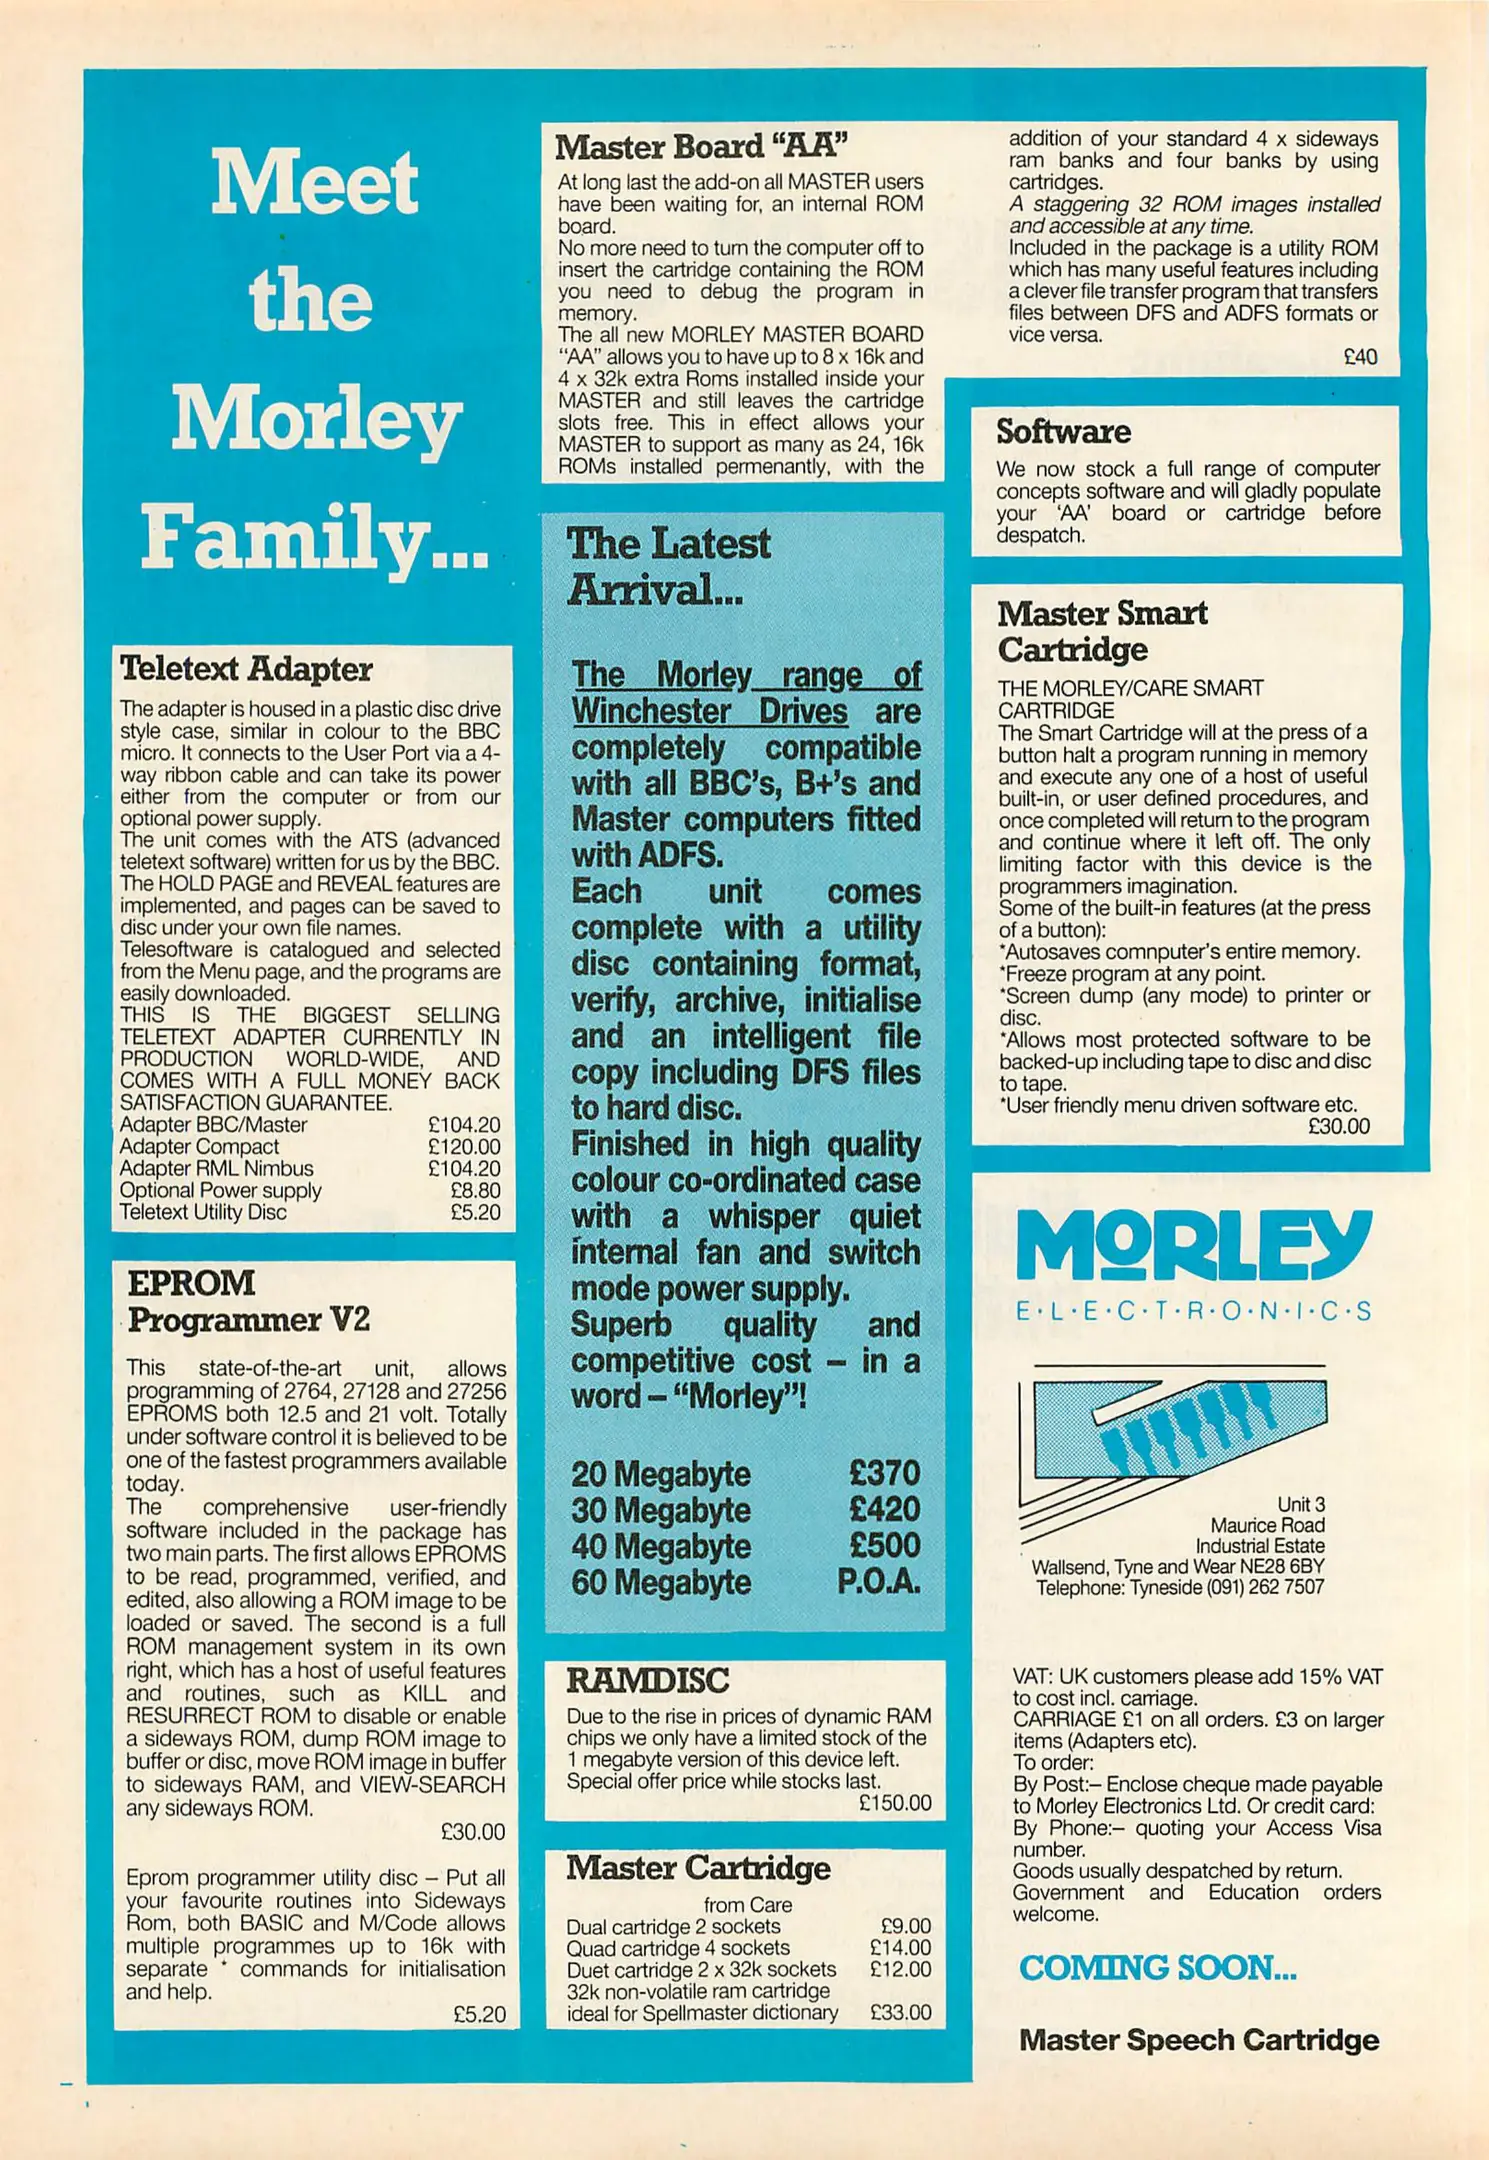 Meet
the
Morley
Family...
Teletext Adapter
The adapter is housed in a plastic disc drive
style case, similar in colour to the BBC
micro. It connects to the User Port via a 4-
way ribbon cable and can take its power
either from the computer or from our
optional power supply.
The unit comes with the ATS (advanced
teletext software) written for us by the BBC.
The HOLD PAGE and REVEAL features are
implemented, and pages can be saved to
disc under your own file names.
Telesoftware is catalogued and selected
from the Menu page, and the programs are
easily downloaded.
THIS IS THE BIGGEST SELLING
TELETEXT ADAPTER CURRENTLY IN
PRODUCTION WORLD-WIDE, AND
COMES WITH A FULL MONEY BACK
SATISFACTION GUARANTEE.
Adapter BBC/Master £104.20
Adapter Compact £120.00
Adapter RML Nimbus £104.20
Optional Power supply £8.80
Teletext Utility Disc £5.20
EPROM
Programmer V2
This state-of-the-art unit, allows
programming of 2764, 27128 and 27256
EPROMS both 12.5 and 21 volt. Totally
under software control it is believed to be
one of the fastest programmers available
today.
The comprehensive user-friendly
software included in the package has
two main parts. The first allows EPROMS
to be read, programmed, verified, and
edited, also allowing a ROM image to be
loaded or saved. The second is a full
ROM management system in its own
right, which has a host of useful features
and routines, such as KILL and
RESURRECT ROM to disable or enable
a sideways ROM, dump ROM image to
buffer or disc, move ROM image in buffer
to sideways RAM, and VIEW-SEARCH
any sideways ROM.
£30.00
Eprom programmer utility disc – Put all
your favourite routines into Sideways
Rom, both BASIC and M/Code allows
multiple programmes up to 16k with
separate * commands for initialisation
and help.
£5.20
Master Board "AA"
At long last the add-on all MASTER users
have been waiting for, an internal ROM
board.
No more need to turn the computer off to
insert the cartridge containing the ROM
you need to debug the program in
memory.
The all new MORLEY MASTER BOARD
"AA" allows you to have up to 8 x 16k and
4 x 32k extra Roms installed inside your
MASTER and still leaves the cartridge
slots free. This in effect allows your
MASTER to support as many as 24, 16k
ROMs installed permenantly, with the
addition of your standard 4 x sideways
ram banks and four banks by using
cartridges.
A staggering 32 ROM images installed
and accessible at any time.
Included in the package is a utility ROM
which has many useful features including
a clever file transfer program that transfers
files between DFS and ADFS formats or
vice versa.
£40
The Latest
Arrival...
The Morley range of
Winchester Drives are
completely compatible
with all BBC's, B+'s and
Master computers fitted
with ADFS.
Each unit comes
complete with a utility
disc containing format,
verify, archive, initialise
and an intelligent file
copy including DFS files
to hard disc.
Finished in high quality
colour co-ordinated case
with a whisper quiet
internal fan and switch
mode power supply.
Superb quality and
competitive cost – in a
word – "Morley"!
20 Megabyte £370
30 Megabyte £420
40 Megabyte £500
60 Megabyte P.O.A.
RAMDISC
Due to the rise in prices of dynamic RAM
chips we only have a limited stock of the
1 megabyte version of this device left.
Special offer price while stocks last.
£150.00
Master Cartridge
from Care
Dual cartridge 2 sockets £9.00
Quad cartridge 4 sockets £14.00
Duet cartridge 2 x 32k sockets £12.00
32k non-volatile ram cartridge
ideal for Spellmaster dictionary £33.00
Software
We now stock a full range of computer
concepts software and will gladly populate
your 'AA' board or cartridge before
despatch.
Master Smart
Cartridge
THE MORLEY/CARE SMART
CARTRIDGE
The Smart Cartridge will at the press of a
button halt a program running in memory
and execute any one of a host of useful
built-in, or user defined procedures, and
once completed will return to the program
and continue where it left off. The only
limiting factor with this device is the
programmers imagination.
Some of the built-in features (at the press
of a button):
*Autosaves comnputer's entire memory.
*Freeze program at any point.
*Screen dump (any mode) to printer or
disc.
*Allows most protected software to be
backed-up including tape to disc and disc
to tape.
*User friendly menu driven software etc.
£30.00
MORLEY
E·L·E·C·T·R·O·N·I·C·S
Unit 3
Maurice Road
Industrial Estate
Wallsend, Tyne and Wear NE28 6BY
Telephone: Tyneside (091) 262 7507
VAT: UK customers please add 15% VAT
to cost incl. carriage.
CARRIAGE £1 on all orders. £3 on larger
items (Adapters etc).
To order:
By Post:– Enclose cheque made payable
to Morley Electronics Ltd. Or credit card:
By Phone:– quoting your Access Visa
number.
Goods usually despatched by return.
Government and Education orders
welcome.
COMING SOON...
Master Speech Cartridge